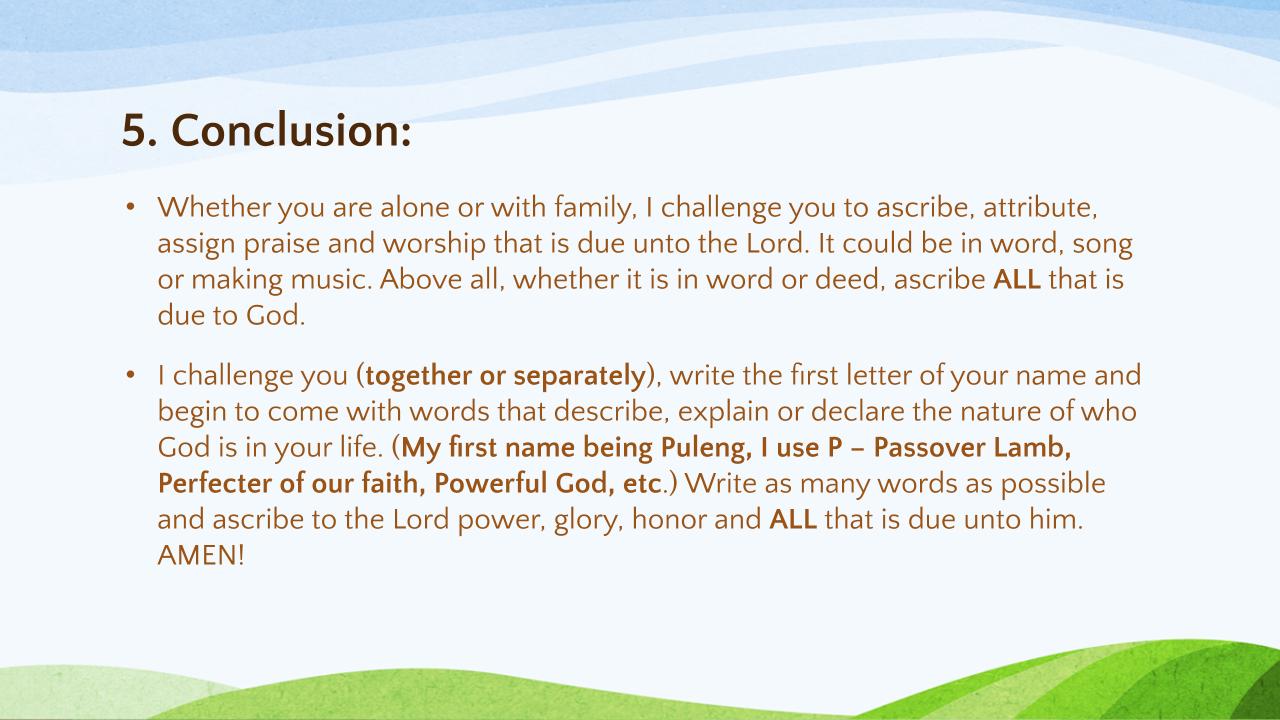 5. Conclusion:
• Whether you are alone or with family, I challenge you to ascribe, attribute,
assign praise and worship that is due unto the Lord. It could be in word, song
or making music. Above all, whether it is in word or deed, ascribe ALL that is
due to God.
• I challenge you (together or separately), write the first letter of your name and
begin to come with words that describe, explain or declare the nature of who
God is in your life. (My first name being Puleng, I use P – Passover Lamb,
Perfecter of our faith, Powerful God, etc.) Write as many words as possible
and ascribe to the Lord power, glory, honor and ALL that is due unto him.
AMEN!